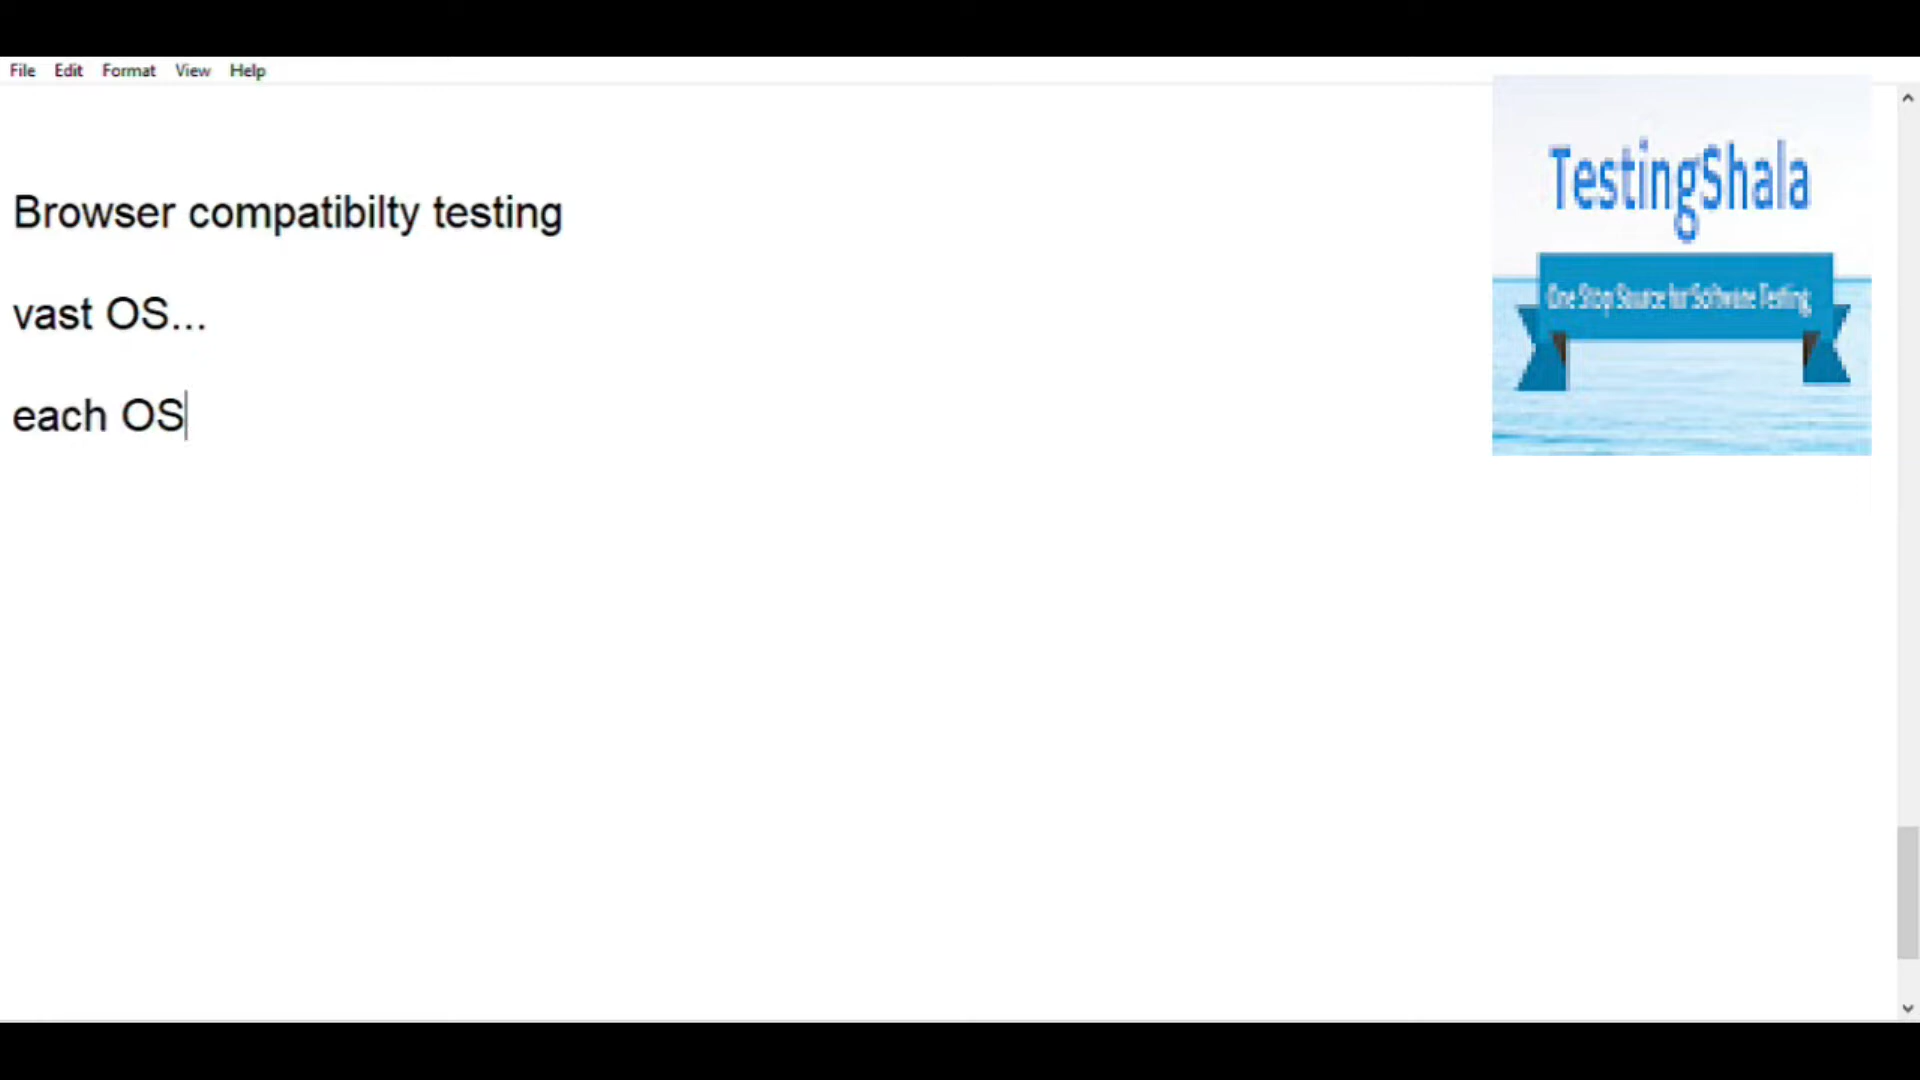 File Edit Format View Help
TestingShala
One Stop Source for Software Testing
Browser compatibilty testing
vast OS...
each OS